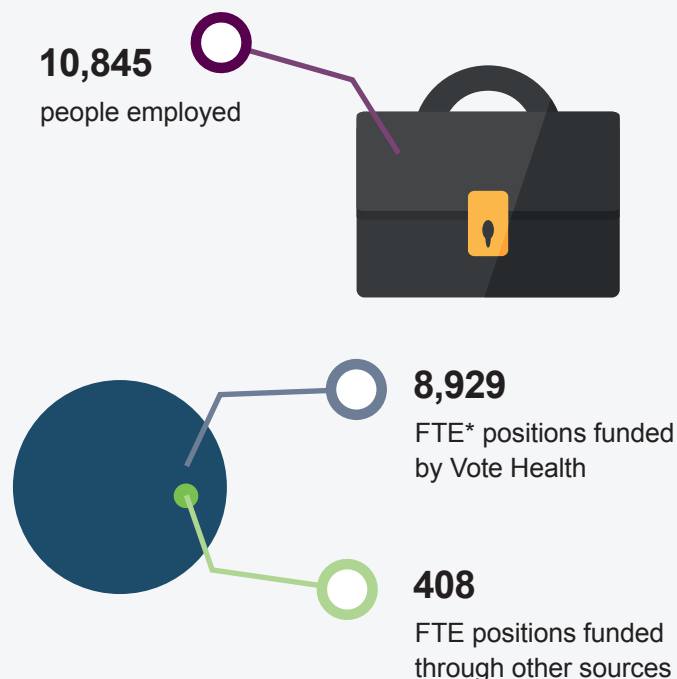 10,845
people employed
8,929
FTE* positions funded
by Vote Health
408
FTE positions funded
through other sources